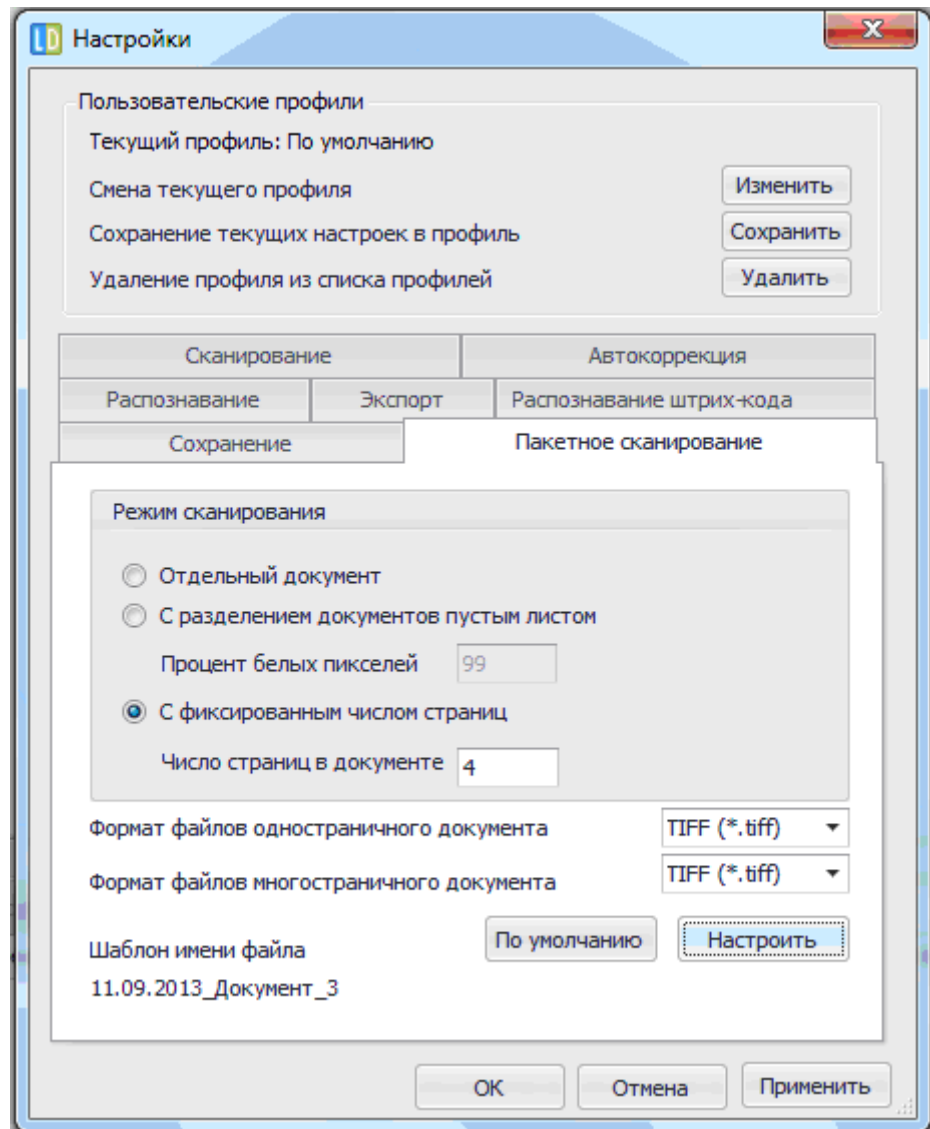 LD Настройки
Пользовательские профили
Текущий профиль: По умолчанию
Смена текущего профиля Изменить
Сохранение текущих настроек в профиль Сохранить
Удаление профиля из списка профилей Удалить
Сканирование Автокоррекция
Распознавание Экспорт Распознавание штрих-кода
Сохранение Пакетное сканирование
Режим сканирования
Отдельный документ
С разделением документов пустым листом
Процент белых пикселей 99
С фиксированным числом страниц
Число страниц в документе 4
Формат файлов одностраничного документа TIFF (*.tiff)
Формат файлов многостраничного документа TIFF (*.tiff)
Шаблон имени файла По умолчанию Настроить
11.09.2013_Документ_3
OK Отмена Применить